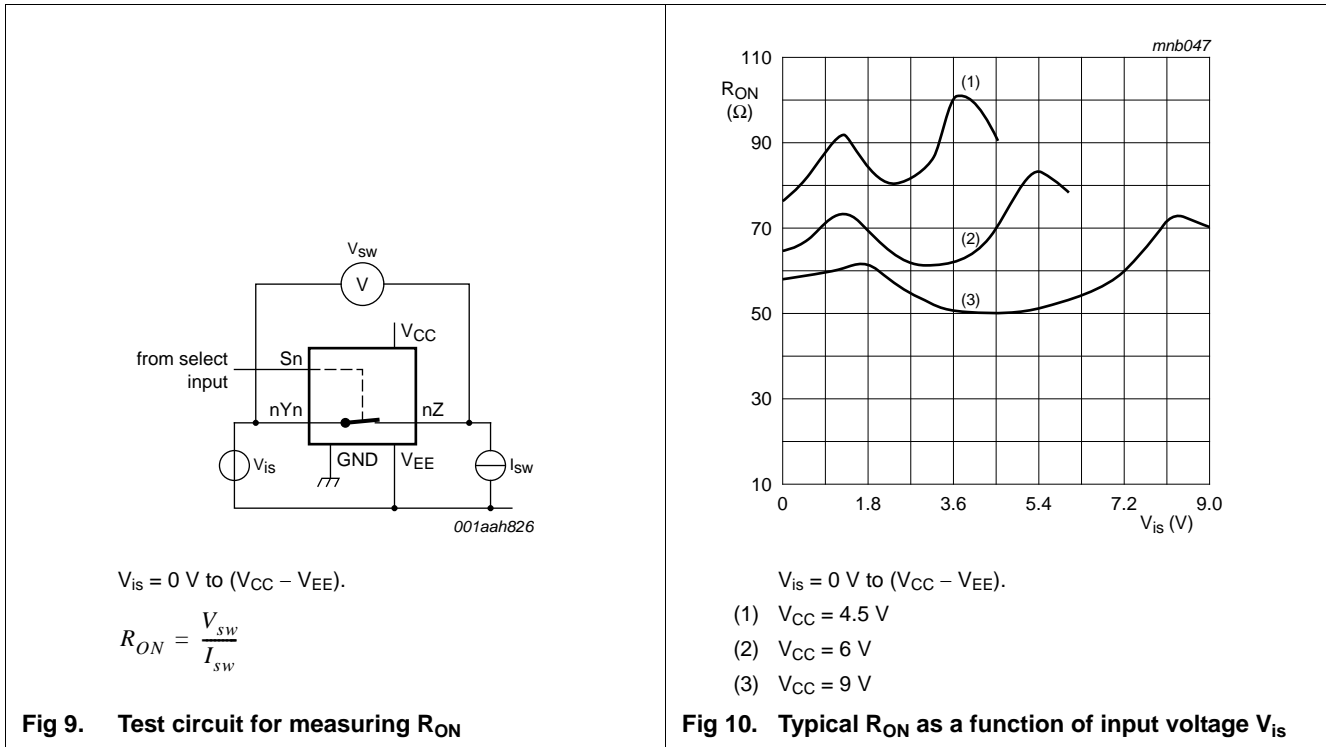 V_sw
V
V_CC
from select
input
Sn
nYn
nZ
V_is
GND
V_EE
I_sw
001aah826
V_is = 0 V to (V_CC − V_EE).
R_ON = V_sw / I_sw
Fig 9. Test circuit for measuring R_ON
mnb047
110
R_ON
(Ω)
90
70
50
30
10
(1)
(2)
(3)
0 1.8 3.6 5.4 7.2 9.0
V_is (V)
V_is = 0 V to (V_CC − V_EE).
(1) V_CC = 4.5 V
(2) V_CC = 6 V
(3) V_CC = 9 V
Fig 10. Typical R_ON as a function of input voltage V_is